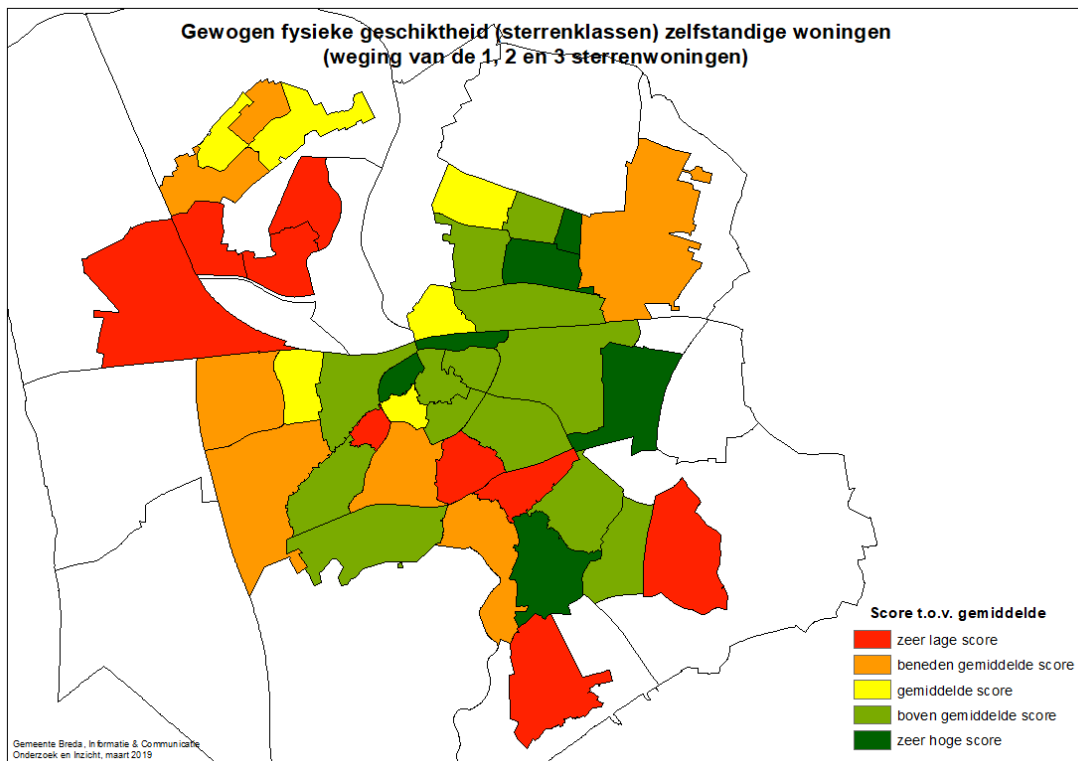 Gewogen fysieke geschiktheid (sterrenklassen) zelfstandige woningen
(weging van de 1, 2 en 3 sterrenwoningen)
Score t.o.v. gemiddelde
zeer lage score
beneden gemiddelde score
gemiddelde score
boven gemiddelde score
zeer hoge score
Gemeente Breda, Informatie & Communicatie
Onderzoek en Inzicht, maart 2019